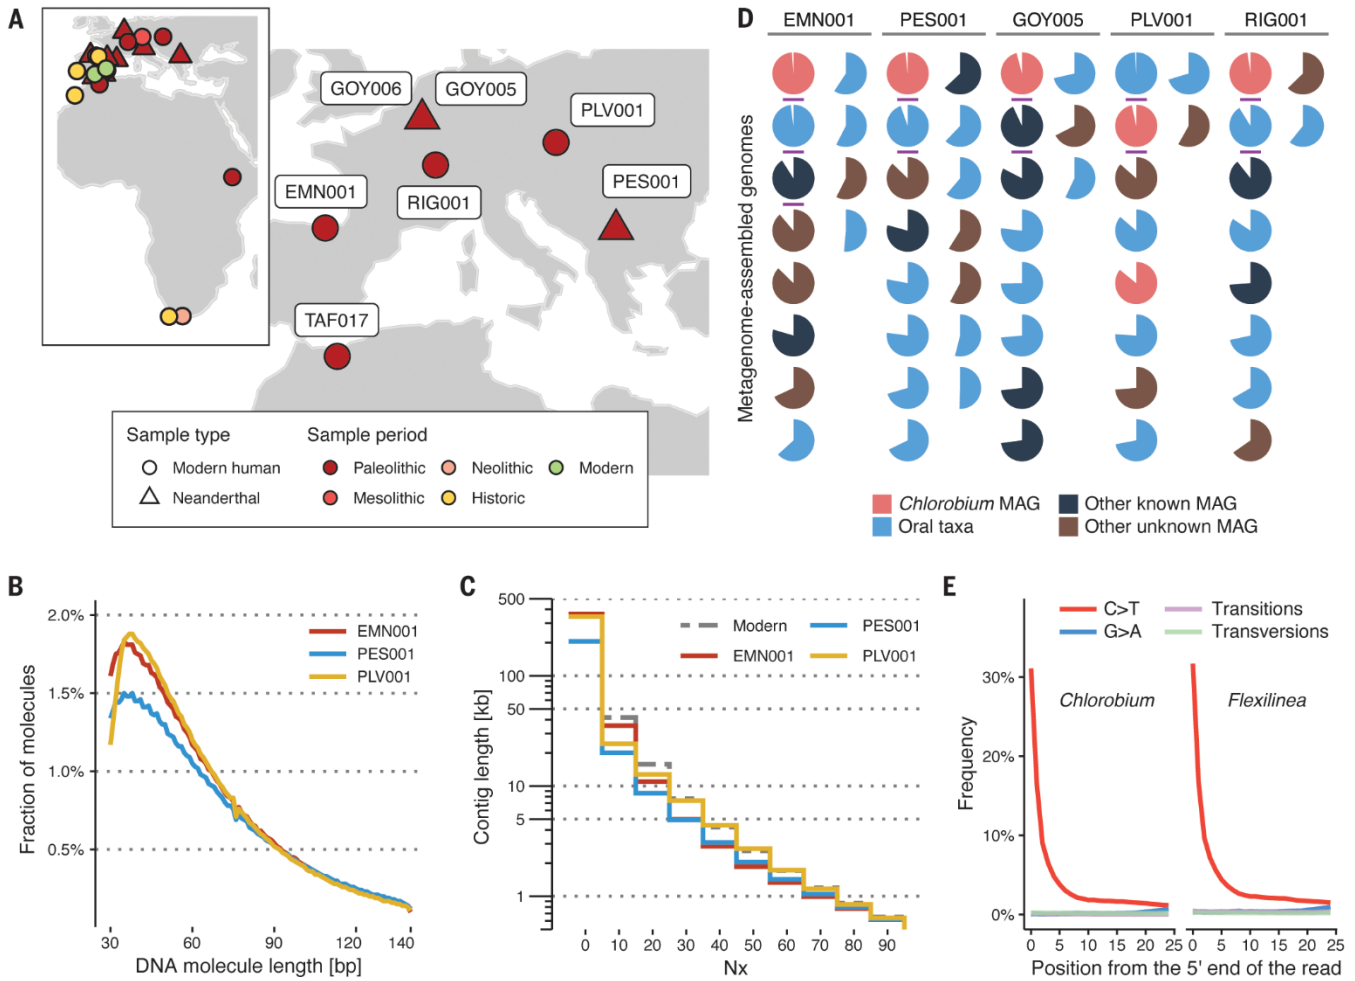 A
GOY006
GOY005
PLV001
EMN001
RIG001
PES001
TAF017
Sample type
Modern human
Neanderthal
Sample period
Paleolithic
Neolithic
Modern
Mesolithic
Historic
D
EMN001
PES001
GOY005
PLV001
RIG001
Metagenome-assembled genomes
Chlorobium MAG
Other known MAG
Oral taxa
Other unknown MAG
B
Fraction of molecules
2.0%
1.5%
1.0%
0.5%
EMN001
PES001
PLV001
30
60
90
120
140
DNA molecule length [bp]
C
Contig length [kb]
500
100
50
10
5
1
Modern
PES001
EMN001
PLV001
0
10
20
30
40
50
60
70
80
90
Nx
E
C>T
Transitions
G>A
Transversions
Frequency
30%
20%
10%
0%
Chlorobium
Flexilinea
0
5
10
15
20
25
0
5
10
15
20
25
Position from the 5' end of the read